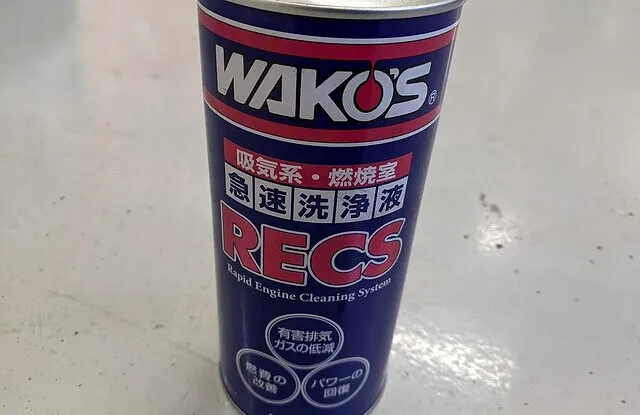 WAKO'S®
吸気系・燃焼室
急速洗浄液
RECS
Rapid Engine Cleaning System
有害排気
ガスの低減
燃費の
改善
パワーの
回復